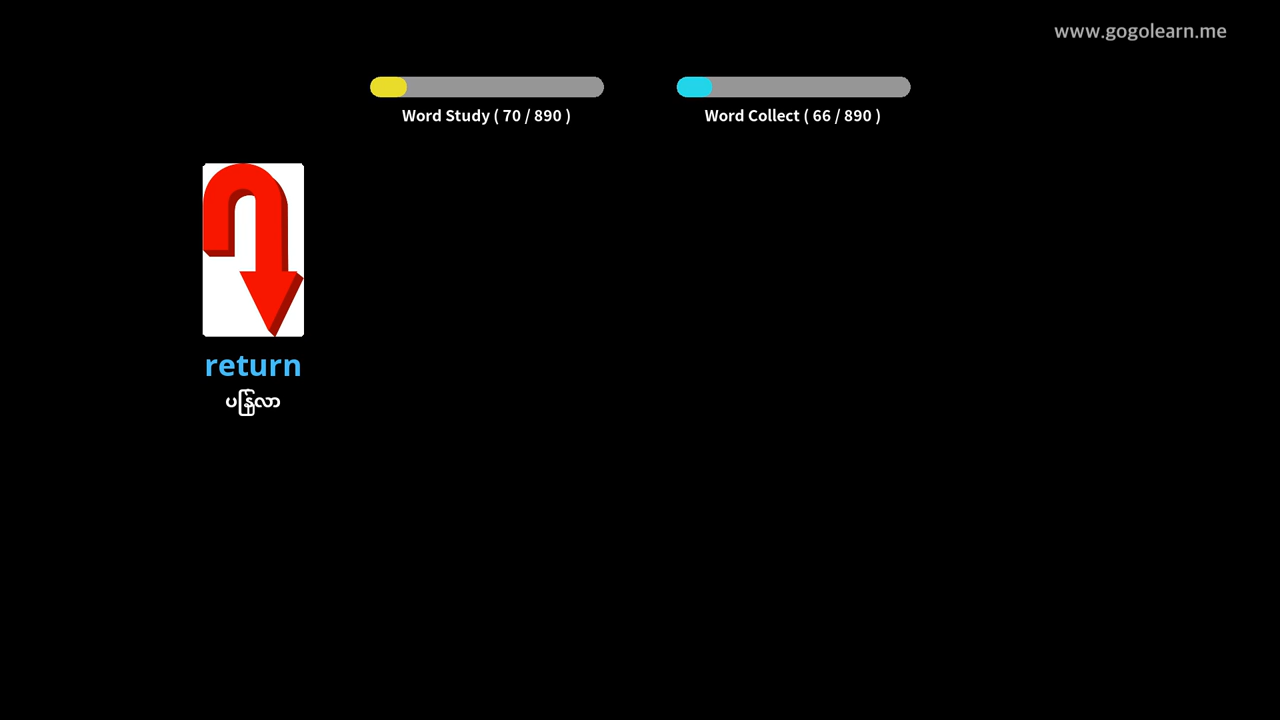 www.gogolearn.me
Word Study ( 70 / 890 )
Word Collect ( 66 / 890 )
return
ပြန်လာ